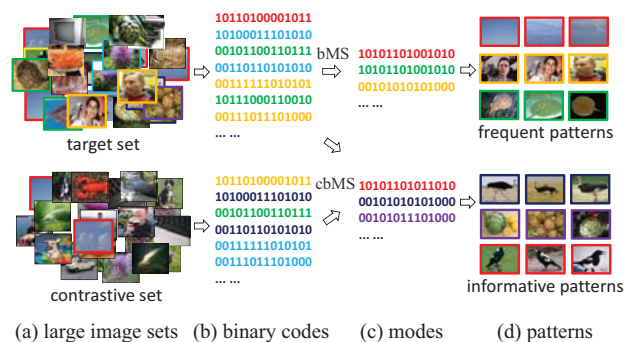 10110100001011
10100011101010
00101100110111
00110110101010
00111111010101
10111000110010
00111011101000
... ...
target set
bMS
10101101001010
10101101001010
00101010101000
... ...
frequent patterns
10110100001011
10100011101010
00101100110111
00110110101010
00111111010101
00111011101000
... ...
contrastive set
cbMS
10101101011010
00101010101000
00101011101000
... ...
informative patterns
(a) large image sets
(b) binary codes
(c) modes
(d) patterns